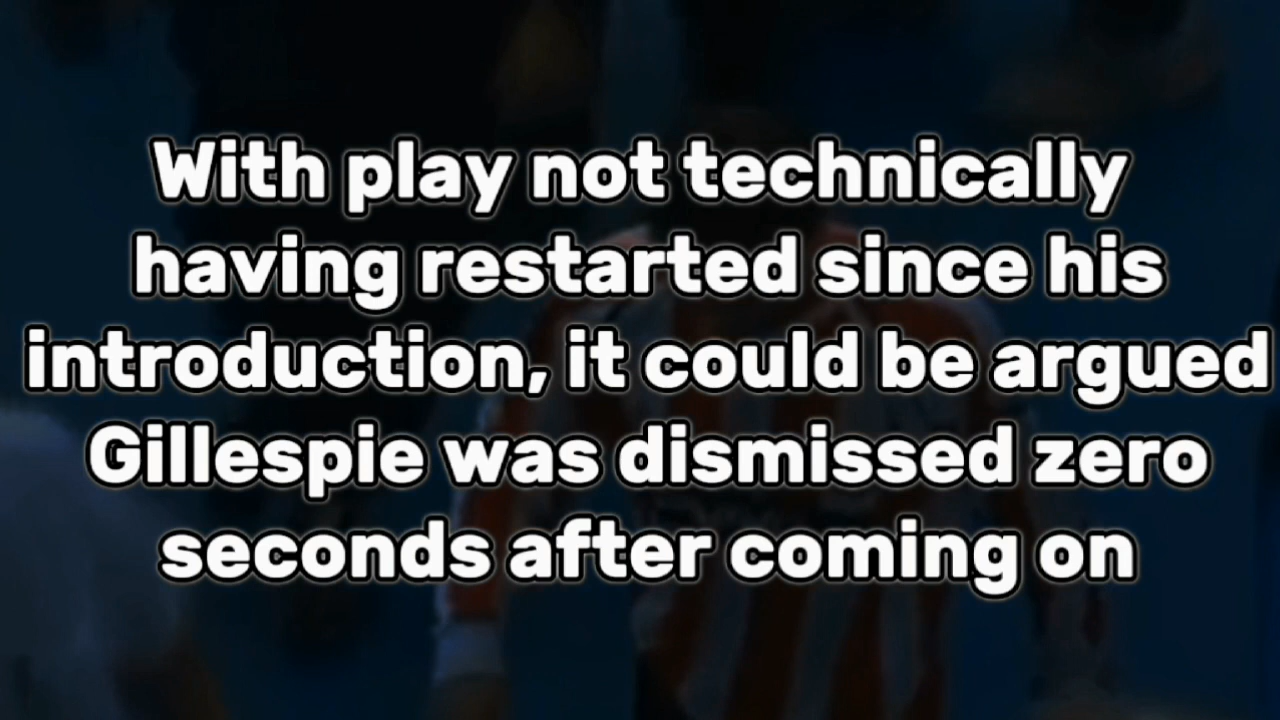 With play not technically
having restarted since his
introduction, it could be argued
Gillespie was dismissed zero
seconds after coming on